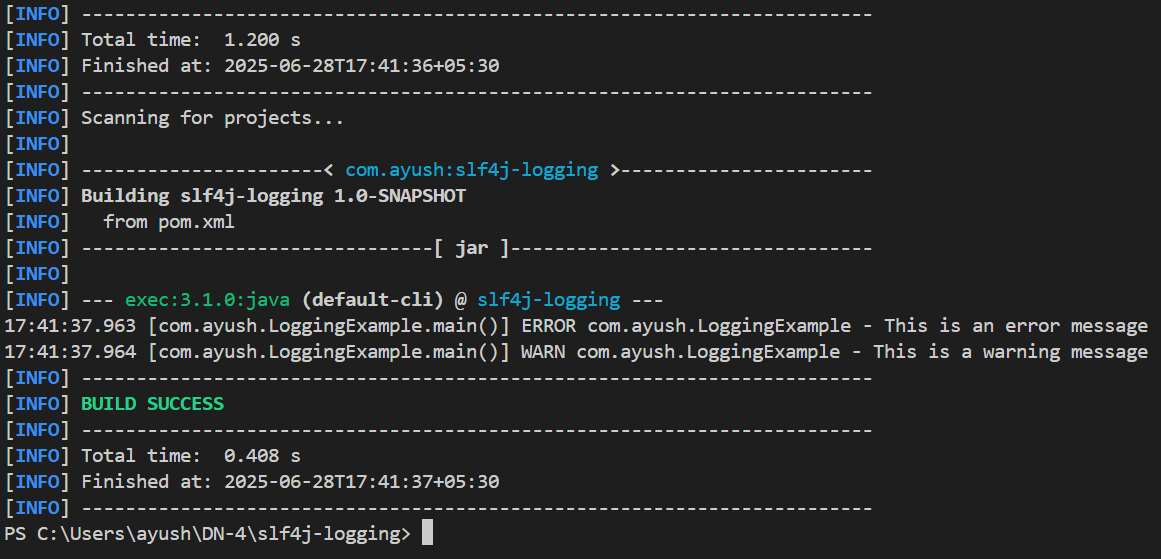 [INFO] ------------------------------------------------------------------------
[INFO] Total time:  1.200 s
[INFO] Finished at: 2025-06-28T17:41:36+05:30
[INFO] ------------------------------------------------------------------------
[INFO] Scanning for projects...
[INFO]
[INFO] ----------------------< com.ayush:slf4j-logging >-----------------------
[INFO] Building slf4j-logging 1.0-SNAPSHOT
[INFO]   from pom.xml
[INFO] --------------------------------[ jar ]---------------------------------
[INFO]
[INFO] --- exec:3.1.0:java (default-cli) @ slf4j-logging ---
17:41:37.963 [com.ayush.LoggingExample.main()] ERROR com.ayush.LoggingExample - This is an error message
17:41:37.964 [com.ayush.LoggingExample.main()] WARN com.ayush.LoggingExample - This is a warning message
[INFO] ------------------------------------------------------------------------
[INFO] BUILD SUCCESS
[INFO] ------------------------------------------------------------------------
[INFO] Total time:  0.408 s
[INFO] Finished at: 2025-06-28T17:41:37+05:30
[INFO] ------------------------------------------------------------------------
PS C:\Users\ayush\DN-4\slf4j-logging>